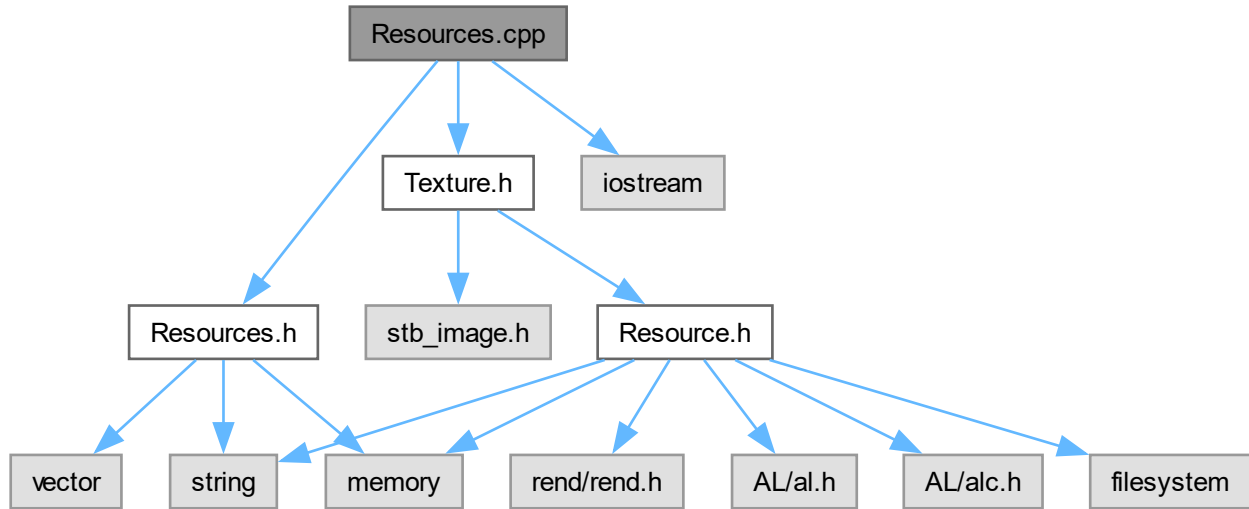 Resources.cpp
Texture.h
iostream
Resources.h
stb_image.h
Resource.h
vector
string
memory
rend/rend.h
AL/al.h
AL/alc.h
filesystem